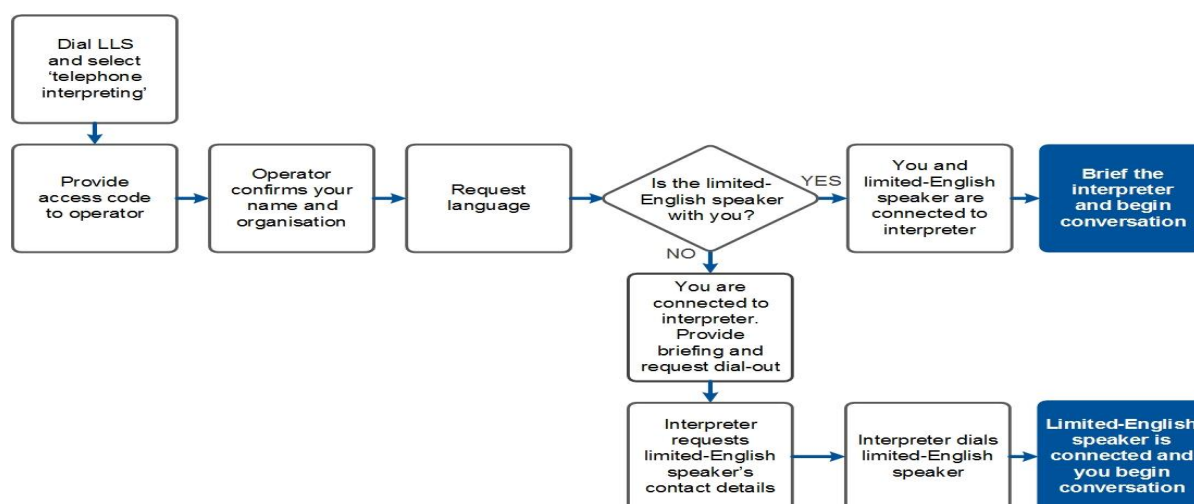 Dial LLS
and select
‘telephone
interpreting’
Provide
access code
to operator
Operator
confirms your
name and
organisation
Request
language
Is the limited-
English speaker
with you?
YES
You and
limited-English
speaker are
connected to
interpreter
Brief the
interpreter
and begin
conversation
NO
You are
connected to
interpreter.
Provide
briefing and
request dial-out
Interpreter
requests
limited-English
speaker’s
contact details
Interpreter dials
limited-English
speaker
Limited-English
speaker is
connected and
you begin
conversation